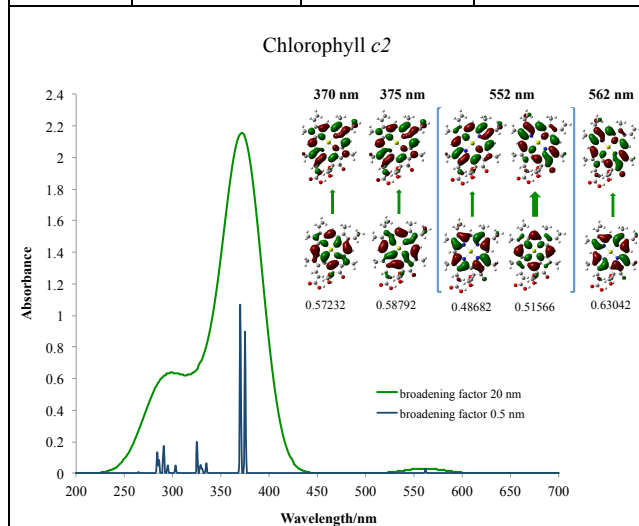 Chlorophyll c2
370 nm 375 nm 552 nm 562 nm
0.57232 0.58792 0.48682 0.51566 0.63042
2.4
2.2
2
1.8
1.6
1.4
1.2
1
0.8
0.6
0.4
0.2
0
Absorbance
broadening factor 20 nm
broadening factor 0.5 nm
200 250 300 350 400 450 500 550 600 650 700
Wavelength/nm